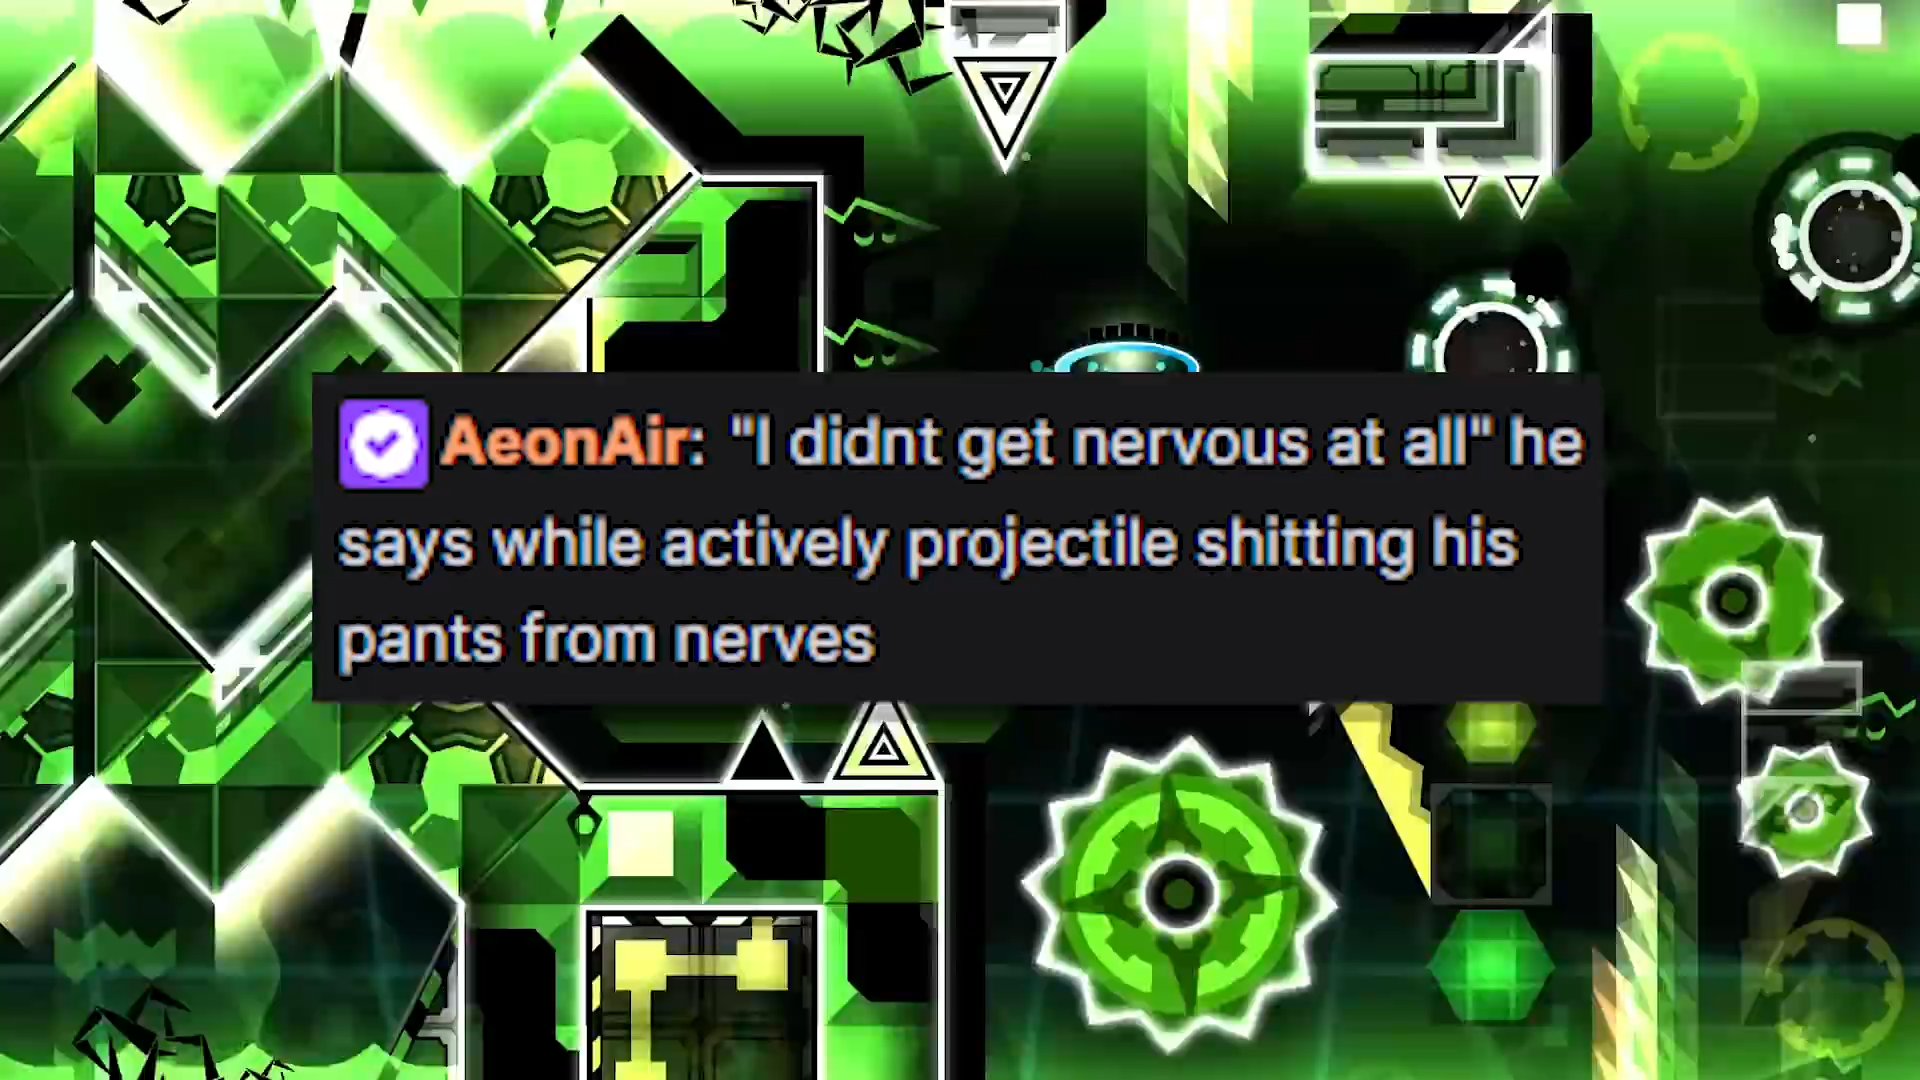 AeonAir: "I didnt get nervous at all" he
says while actively projectile shitting his
pants from nerves